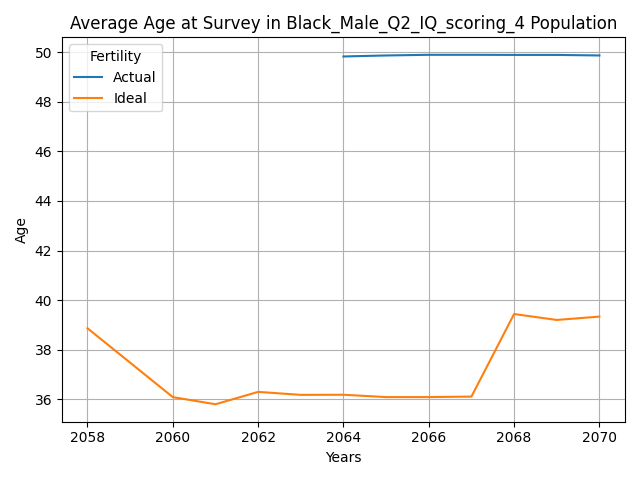 Average Age at Survey in Black_Male_Q2_IQ_scoring_4 Population
Fertility
Actual
Ideal
50
48
46
44
42
40
38
36
Age
2058 2060 2062 2064 2066 2068 2070
Years